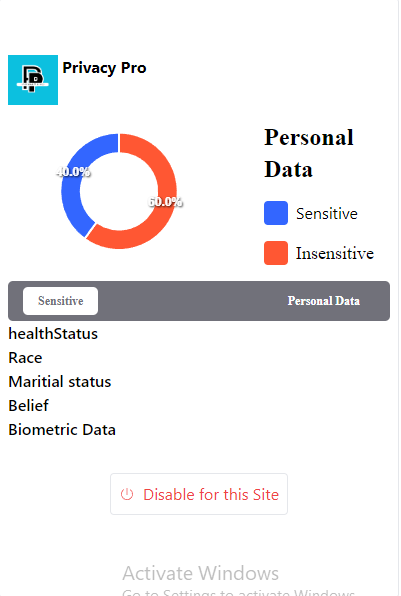 Privacy Pro
Personal
Data
40.0%
60.0%
Sensitive
Insensitive
Sensitive
Personal Data
healthStatus
Race
Maritial status
Belief
Biometric Data
Disable for this Site
Activate Windows
Go to Settings to activate Windows.